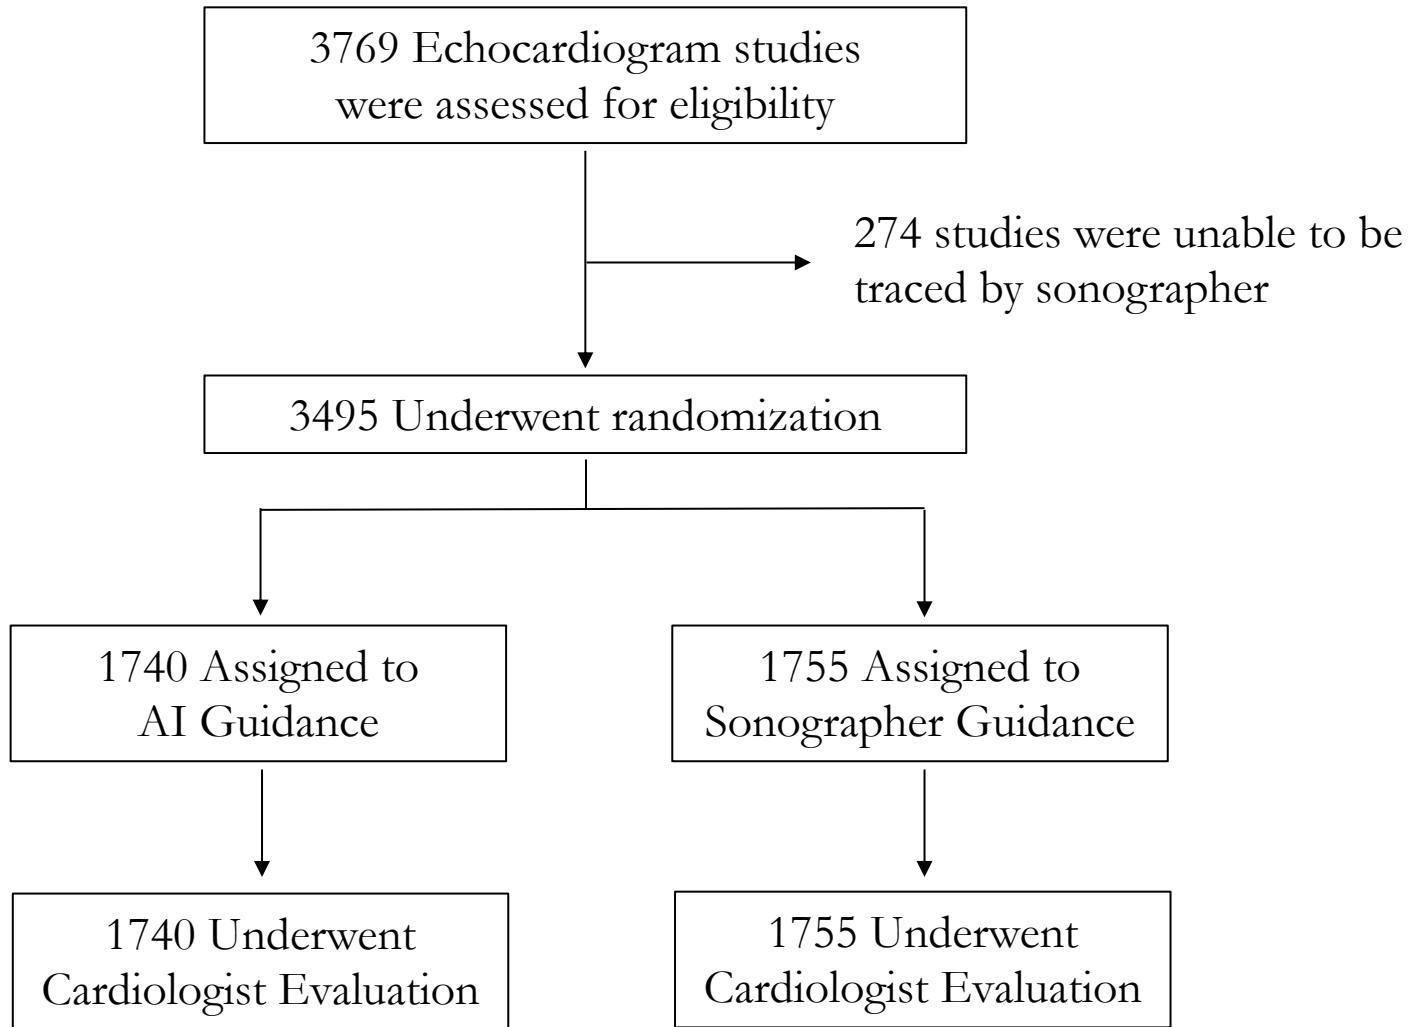 3769 Echocardiogram studies
were assessed for eligibility
274 studies were unable to be
traced by sonographer
3495 Underwent randomization
1740 Assigned to
AI Guidance
1755 Assigned to
Sonographer Guidance
1740 Underwent
Cardiologist Evaluation
1755 Underwent
Cardiologist Evaluation